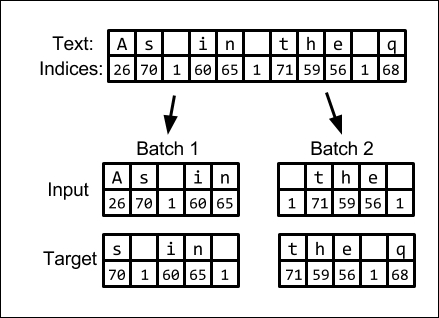 Text: A s i n t h e q
Indices: 26 70 1 60 65 1 71 59 56 1 68
Batch 1 Batch 2
Input A s i n t h e
26 70 1 60 65 1 71 59 56 1
Target s i n t h e q
70 1 60 65 1 71 59 56 1 68